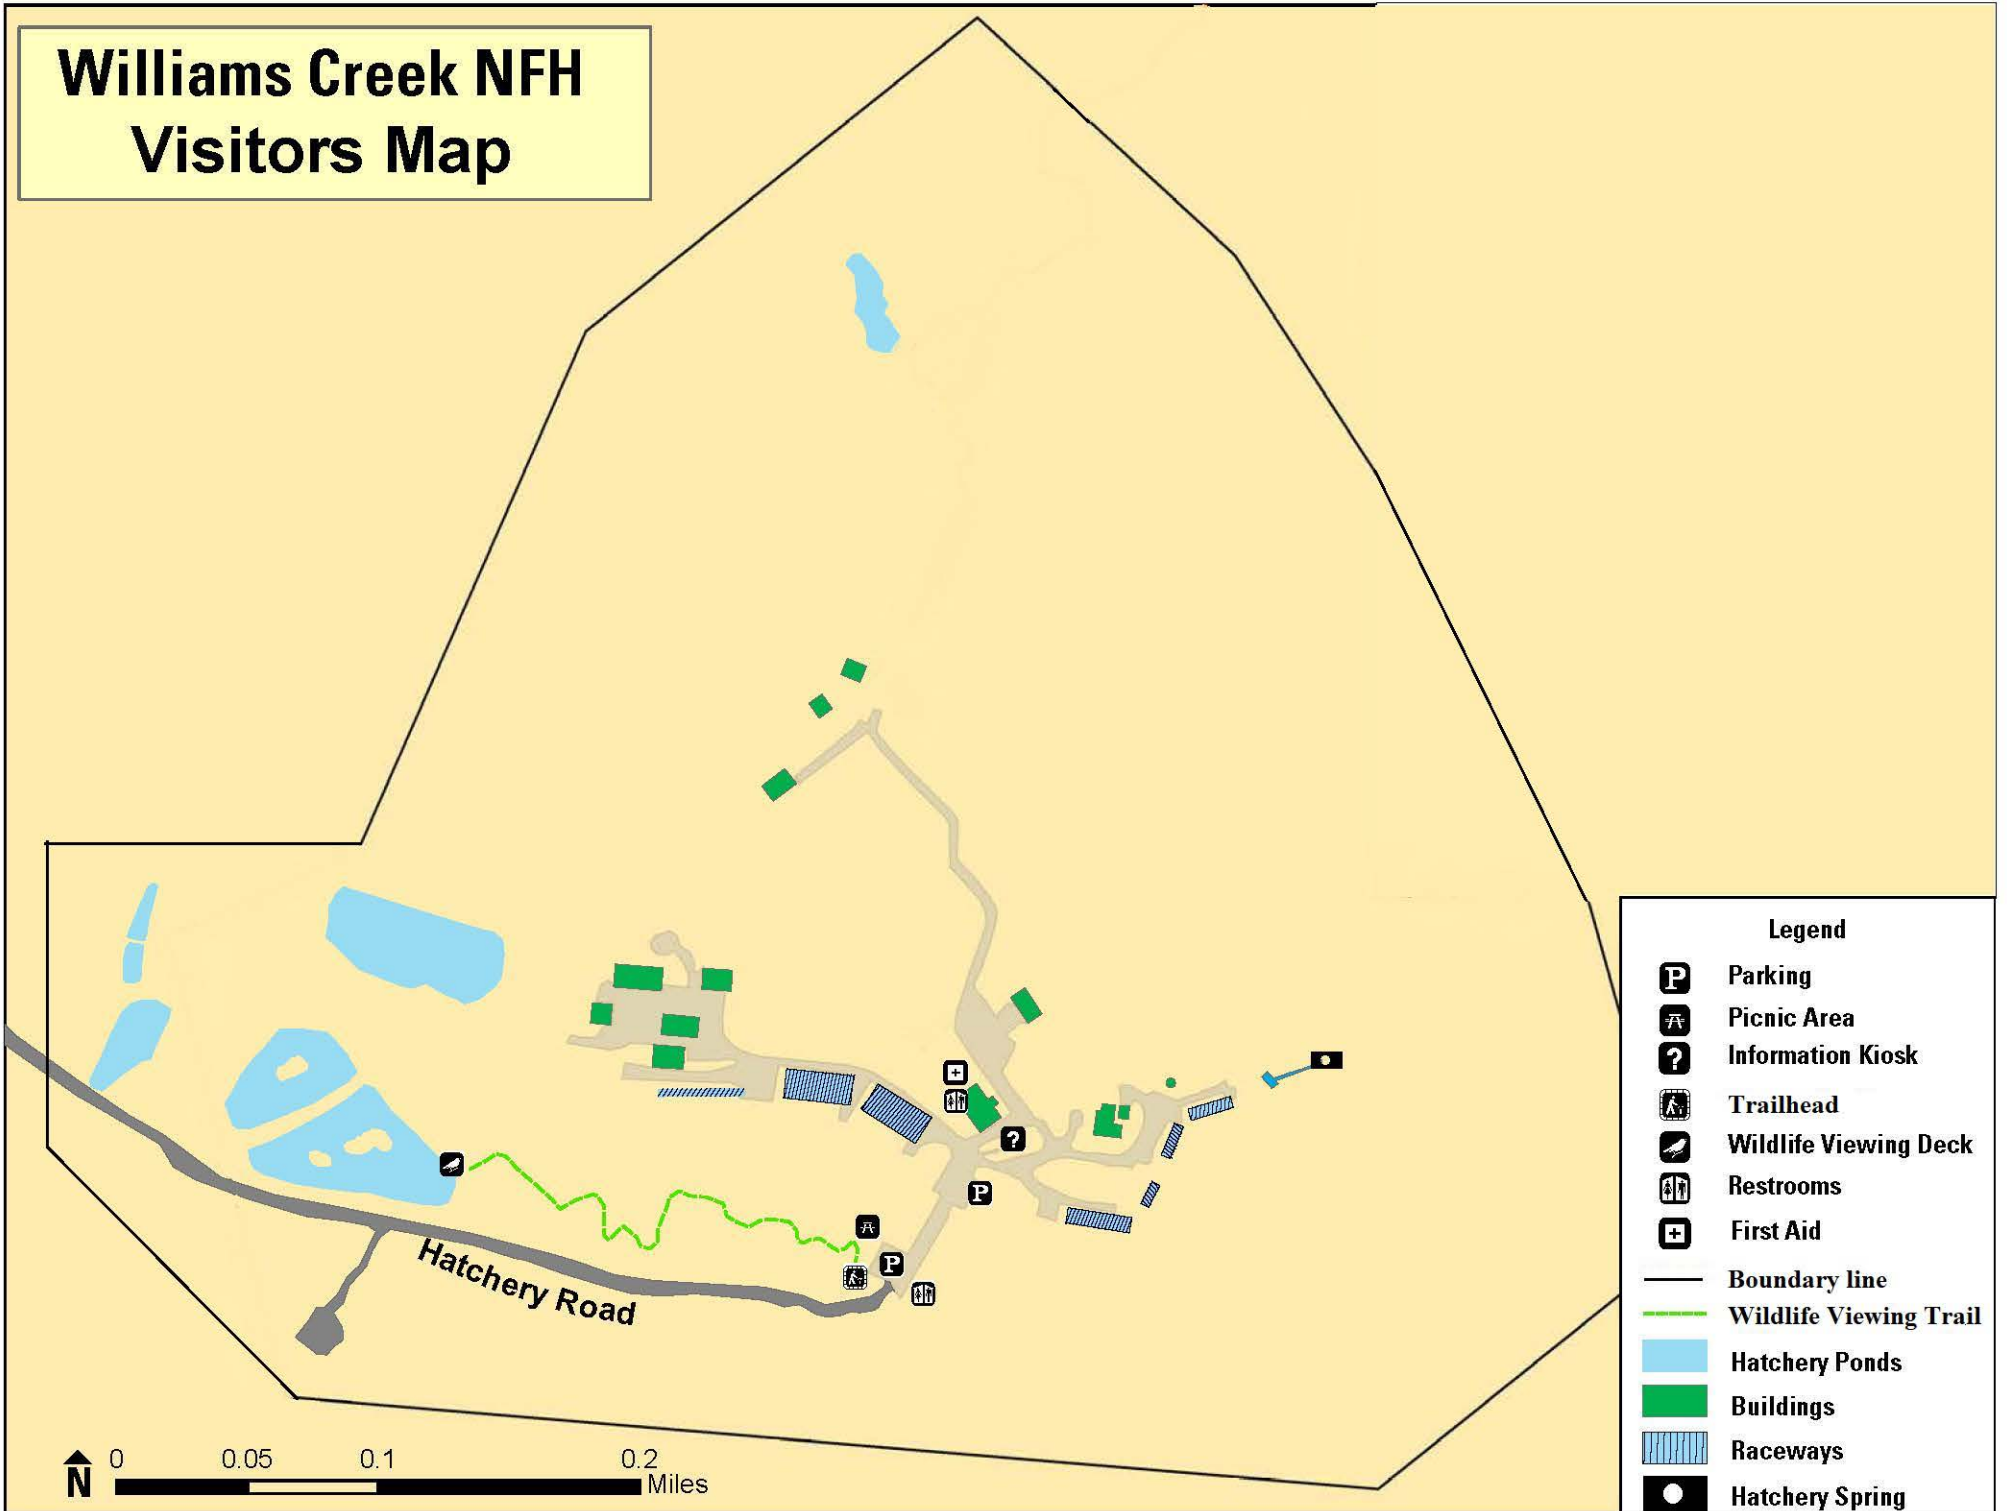 Williams Creek NFH
Visitors Map
Hatchery Road
N
0 0.05 0.1 0.2
Miles
Legend
P Parking
Picnic Area
? Information Kiosk
Trailhead
Wildlife Viewing Deck
Restrooms
First Aid
Boundary line
Wildlife Viewing Trail
Hatchery Ponds
Buildings
Raceways
Hatchery Spring
?
P
P